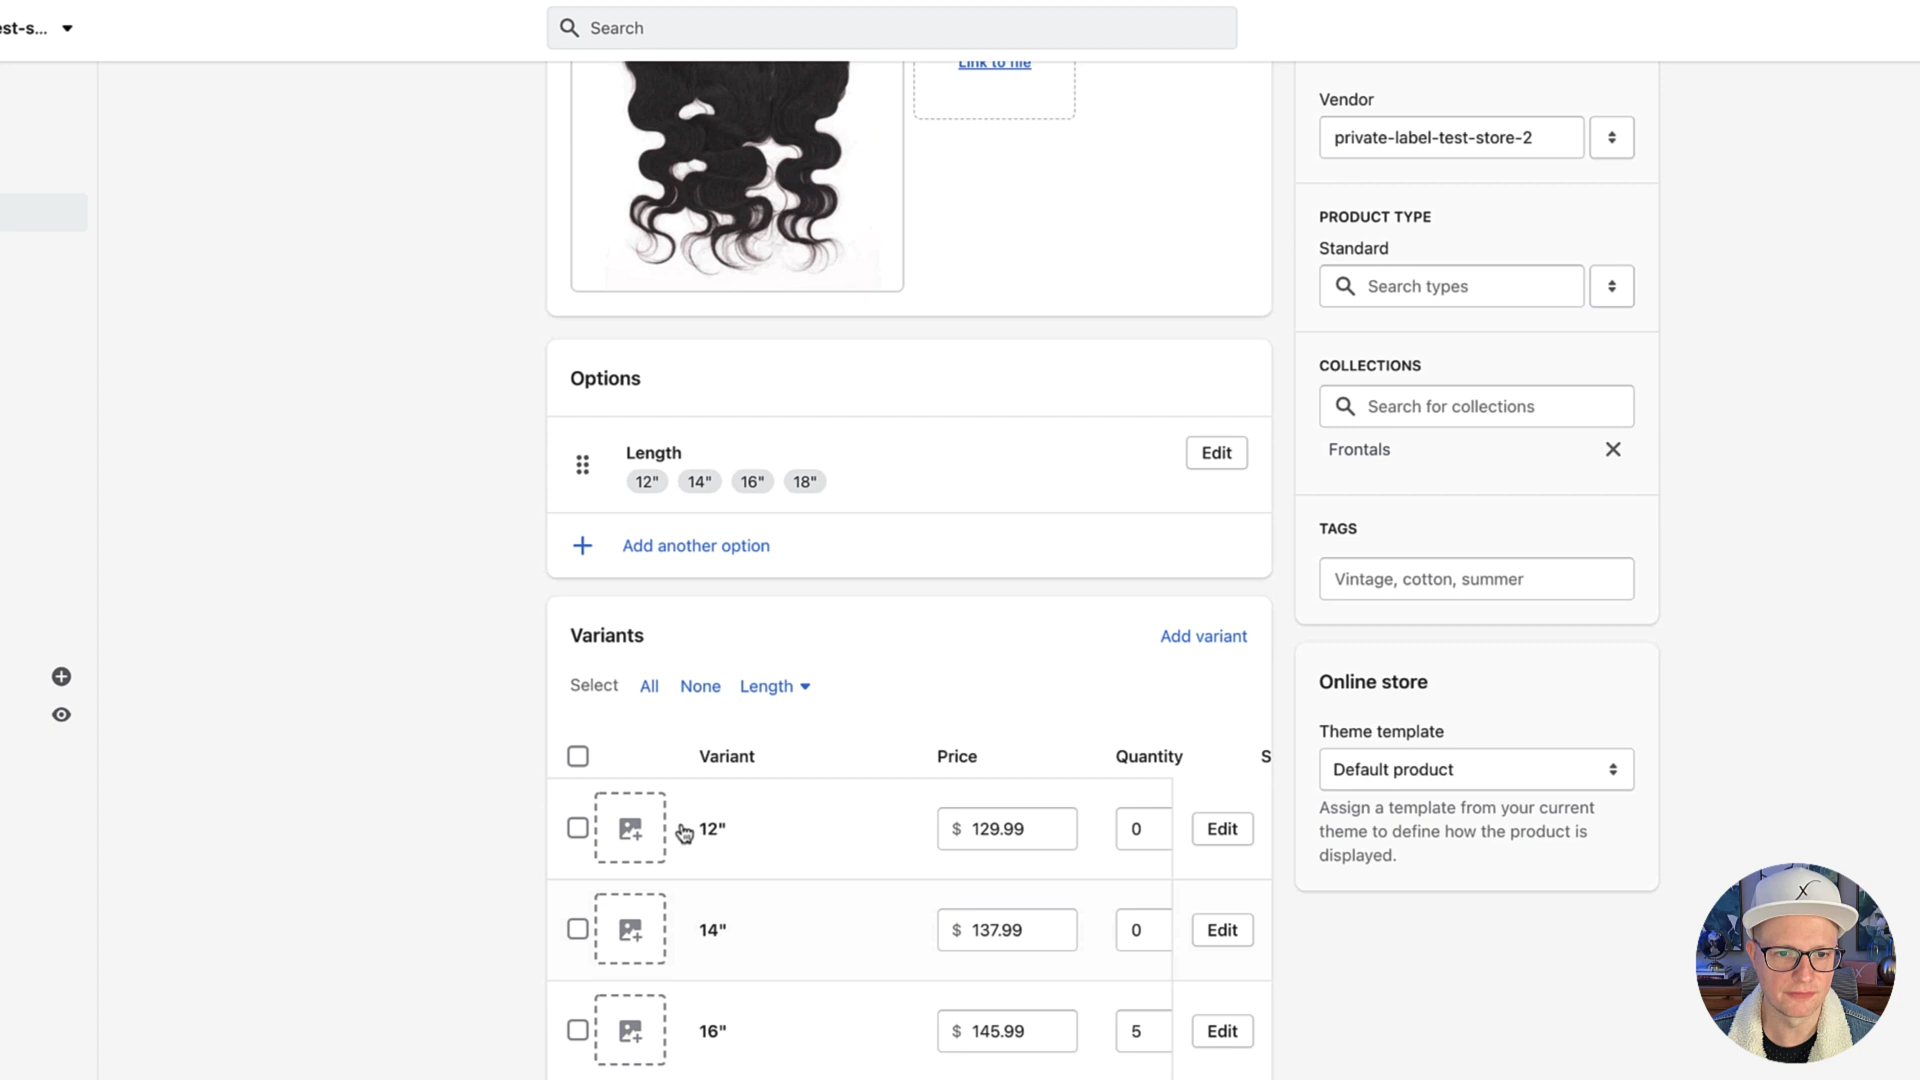 est-s...
Search
Link to file
Vendor
private-label-test-store-2
PRODUCT TYPE
Standard
Search types
COLLECTIONS
Search for collections
Frontals
TAGS
Vintage, cotton, summer
Options
Length
Edit
12" 14" 16" 18"
Add another option
Variants
Add variant
Select All None Length
Variant Price Quantity S
12" $ 129.99 0 Edit
14" $ 137.99 0 Edit
16" $ 145.99 5 Edit
Online store
Theme template
Default product
Assign a template from your current
theme to define how the product is
displayed.
X